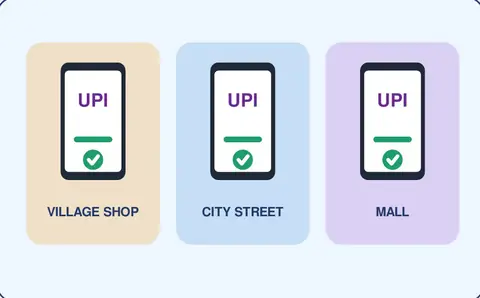 UPI
UPI
UPI
VILLAGE SHOP
CITY STREET
MALL